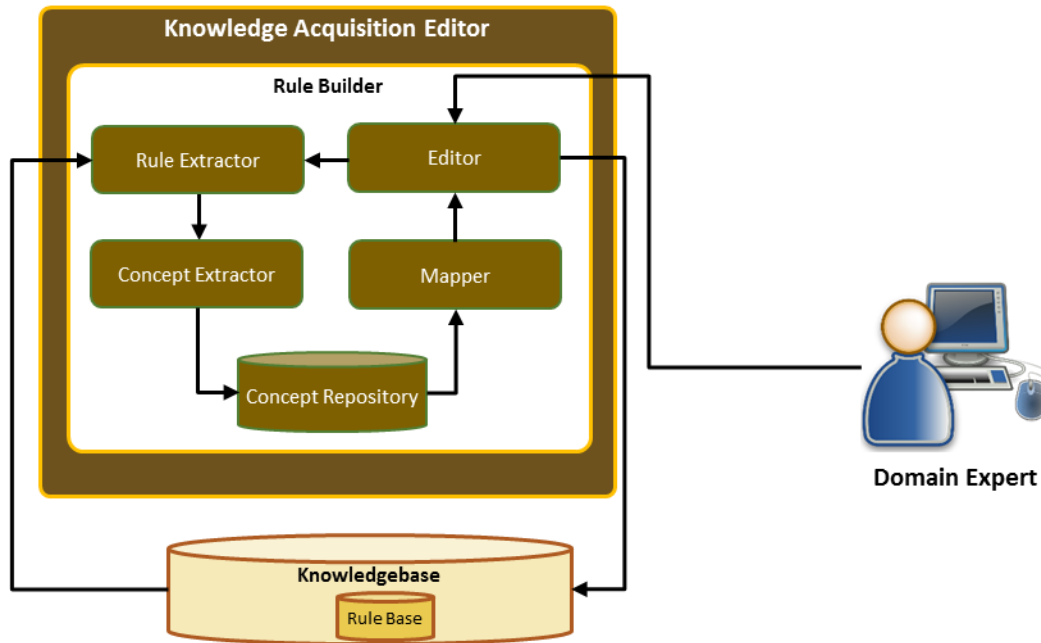 Knowledge Acquisition Editor
Rule Builder
Rule Extractor
Editor
Concept Extractor
Mapper
Concept Repository
Domain Expert
Knowledgebase
Rule Base